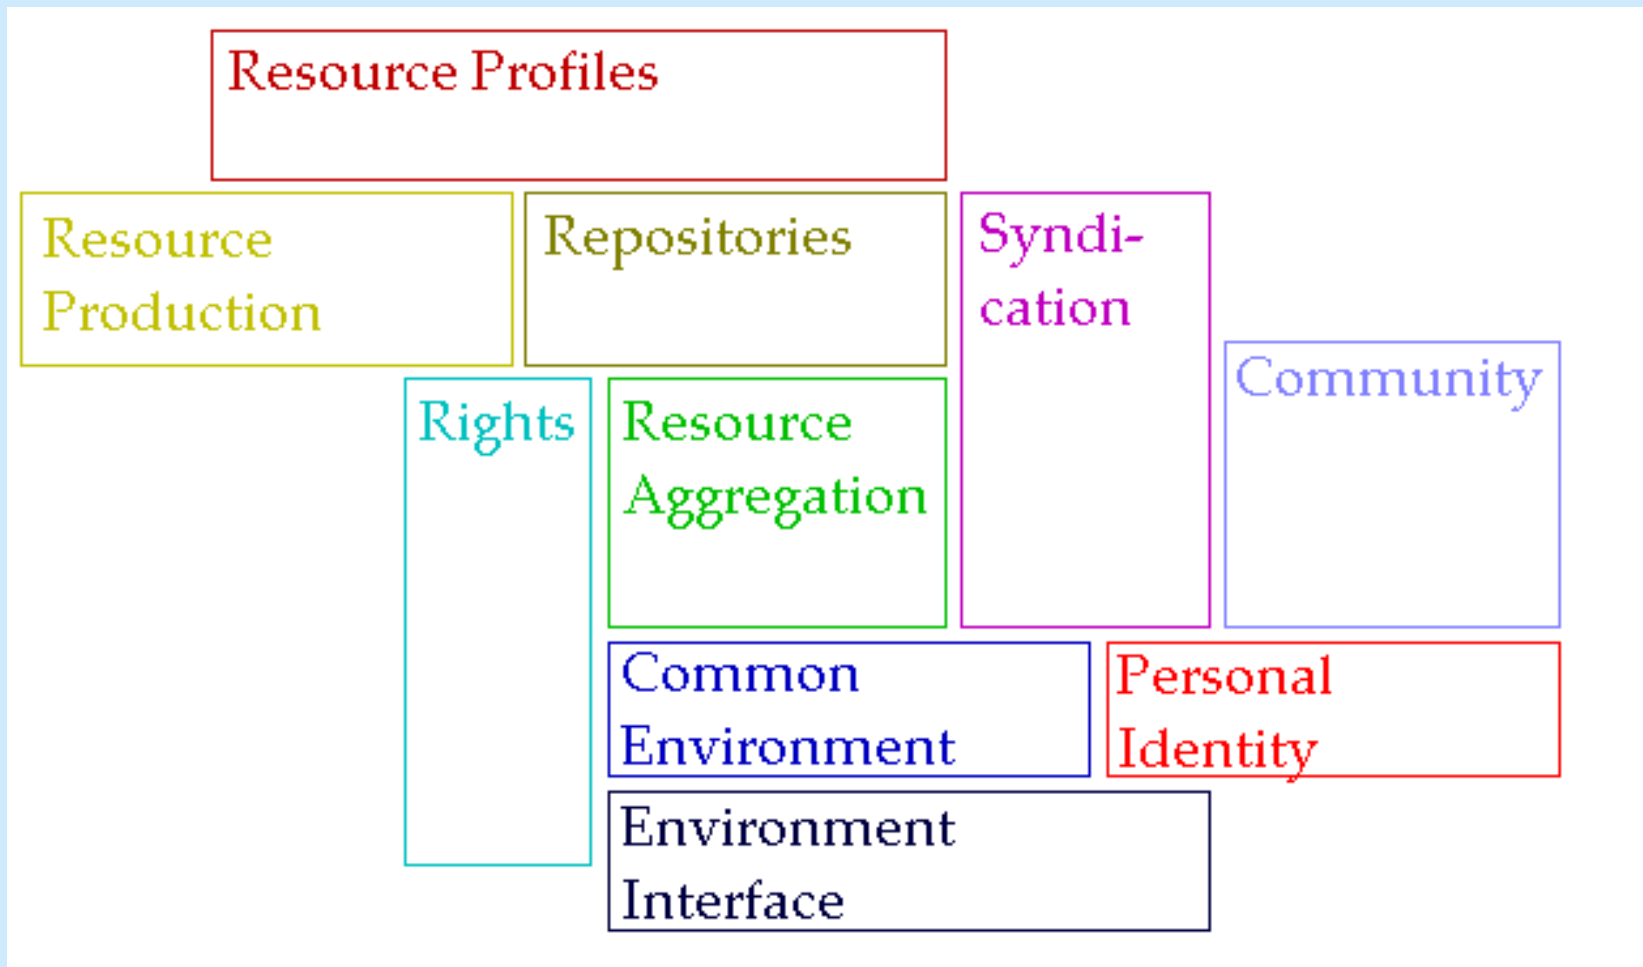 Resource Profiles
Resource
Production
Repositories
Syndi-
cation
Community
Rights
Resource
Aggregation
Common
Environment
Personal
Identity
Environment
Interface